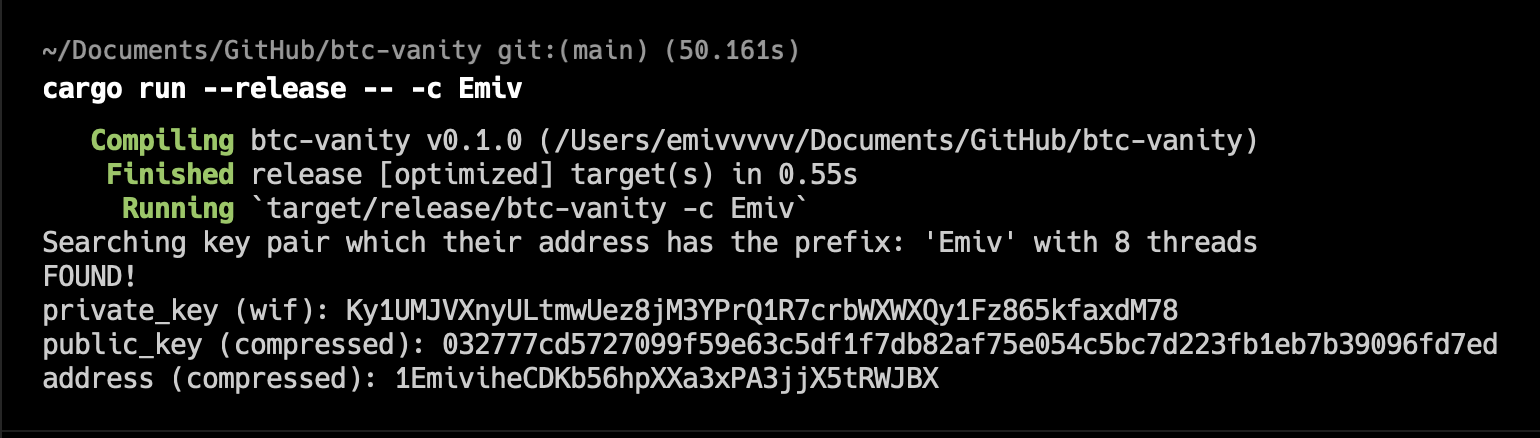 ~/Documents/GitHub/btc-vanity git:(main) (50.161s)
cargo run --release -- -c Emiv
Compiling btc-vanity v0.1.0 (/Users/emivvvvv/Documents/GitHub/btc-vanity)
Finished release [optimized] target(s) in 0.55s
Running `target/release/btc-vanity -c Emiv`
Searching key pair which their address has the prefix: 'Emiv' with 8 threads
FOUND!
private_key (wif): Ky1UMJVXnyULtmwUez8jM3YPrQ1R7crbWXWXQy1Fz865kfaxdM78
public_key (compressed): 032777cd5727099f59e63c5df1f7db82af75e054c5bc7d223fb1eb7b39096fd7ed
address (compressed): 1EmiviheCDKb56hpXXa3xPA3jjX5tRWJBX